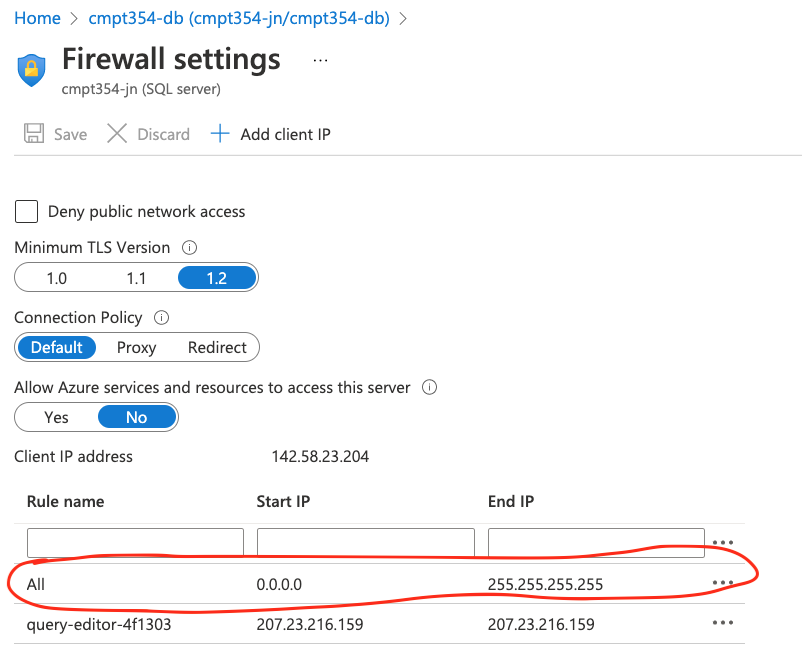 Home > cmpt354-db (cmpt354-jn/cmpt354-db) >
Firewall settings ...
cmpt354-jn (SQL server)
Save Discard + Add client IP
Deny public network access
Minimum TLS Version
1.0 1.1 1.2
Connection Policy
Default Proxy Redirect
Allow Azure services and resources to access this server
Yes No
Client IP address 142.58.23.204
Rule name Start IP End IP
All 0.0.0.0 255.255.255.255
query-editor-4f1303 207.23.216.159 207.23.216.159